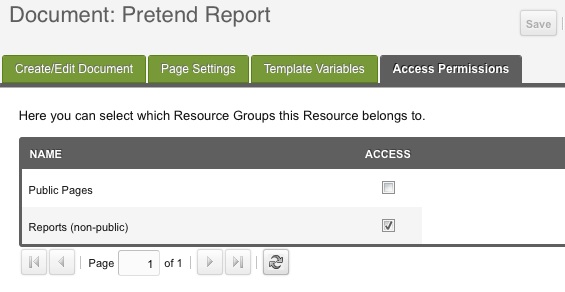 Document: Pretend Report
Save
Create/Edit Document Page Settings Template Variables Access Permissions
Here you can select which Resource Groups this Resource belongs to.
NAME ACCESS
Public Pages
Reports (non-public)
Page 1 of 1